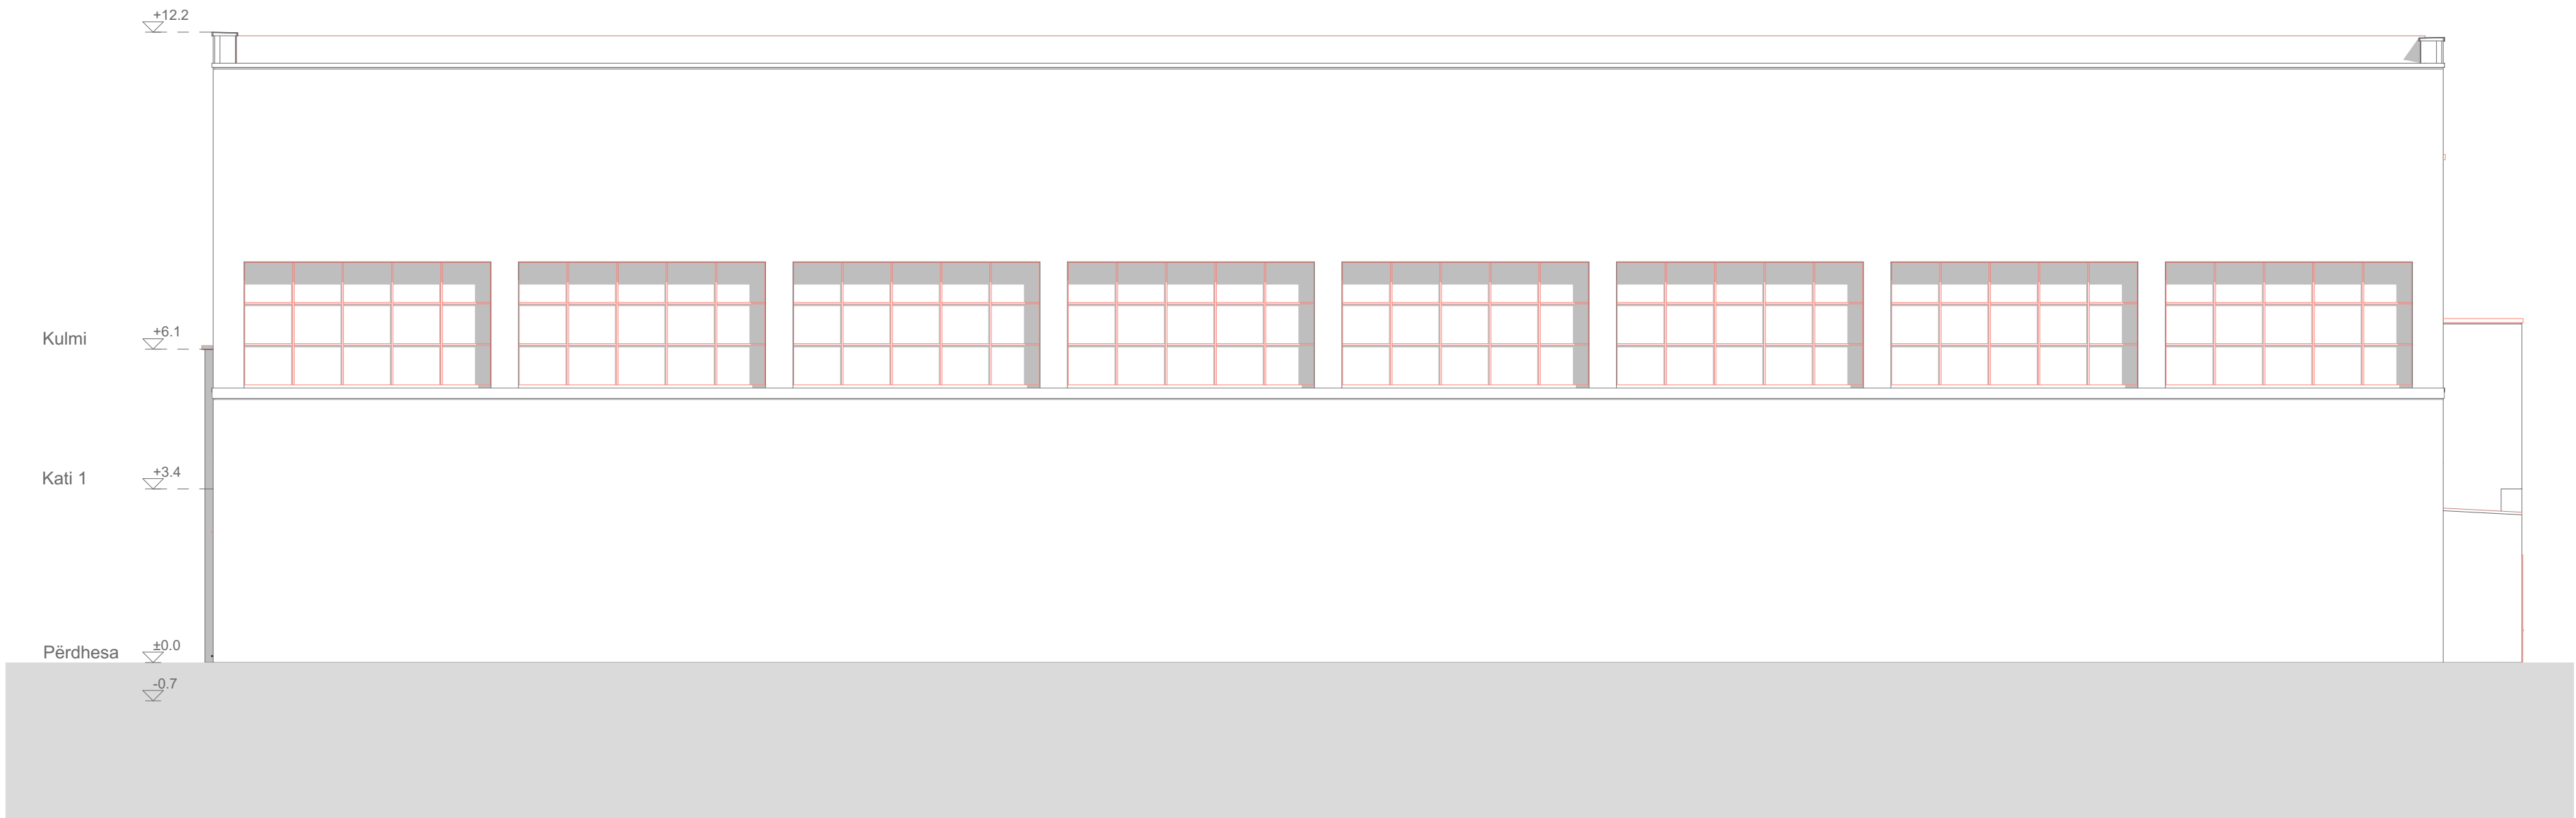 +12.2
Kulmi +6.1
Kati 1 +3.4
Përdhesa ±0.0
-0.7